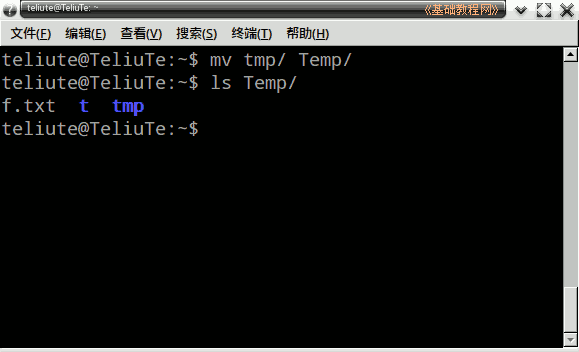 teliute@TeliuTe: ~
《基础教程网》
文件(F) 编辑(E) 查看(V) 搜索(S) 终端(T) 帮助(H)
teliute@TeliuTe:~$ mv tmp/ Temp/
teliute@TeliuTe:~$ ls Temp/
f.txt t tmp
teliute@TeliuTe:~$